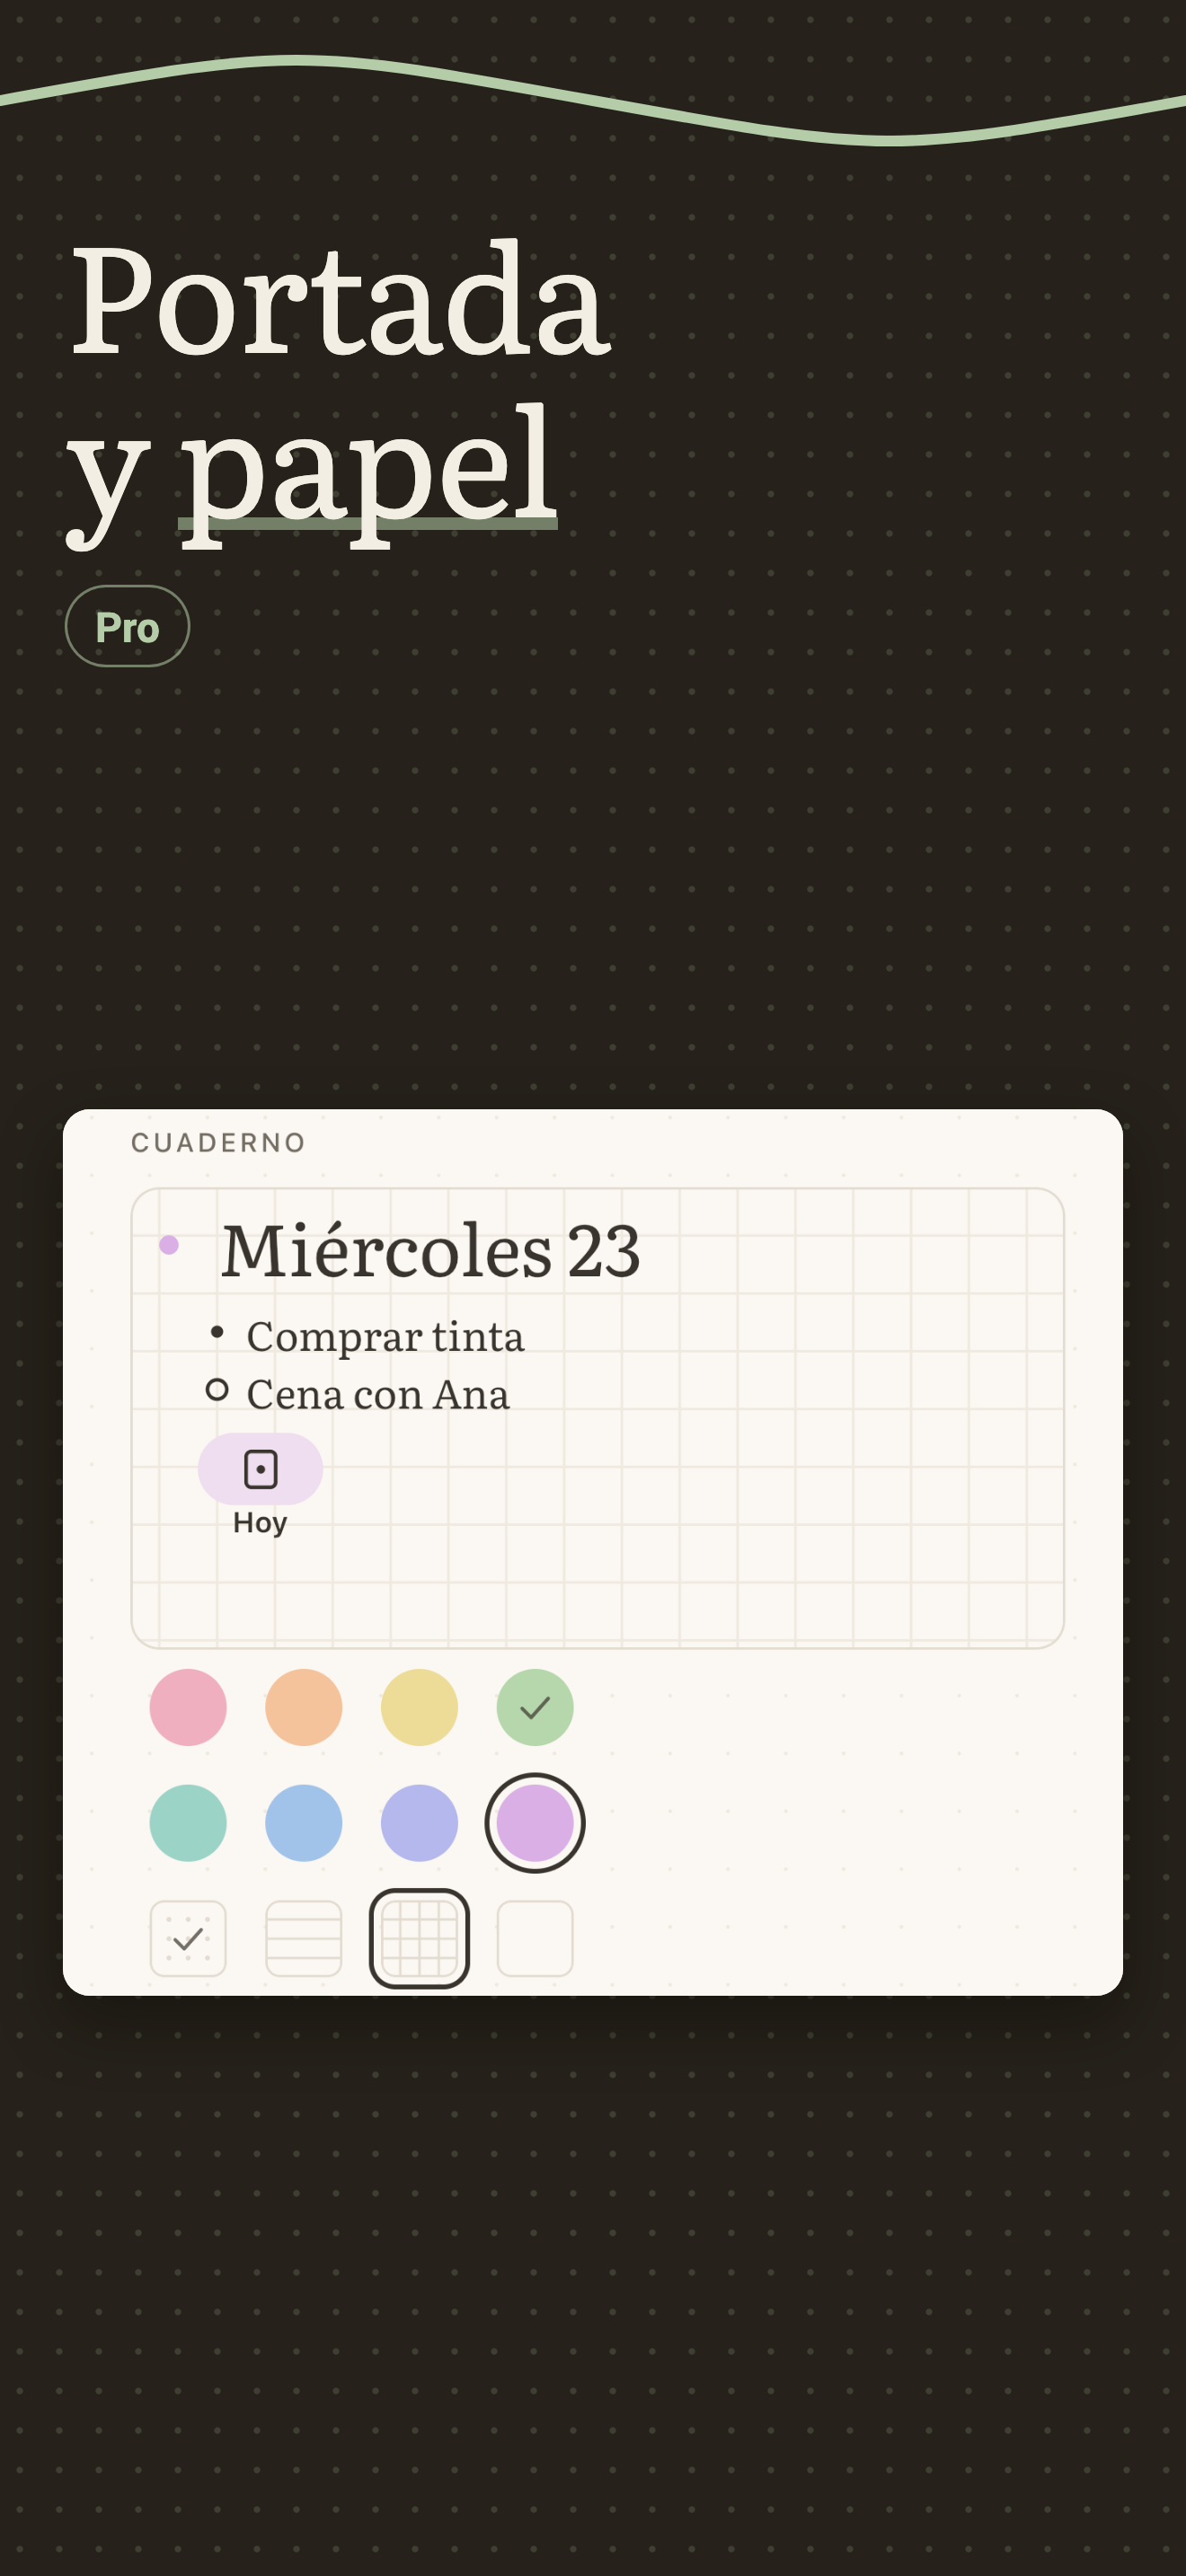 Portada
y papel
Pro
CUADERNO
Miércoles 23
Comprar tinta
Cena con Ana
Hoy